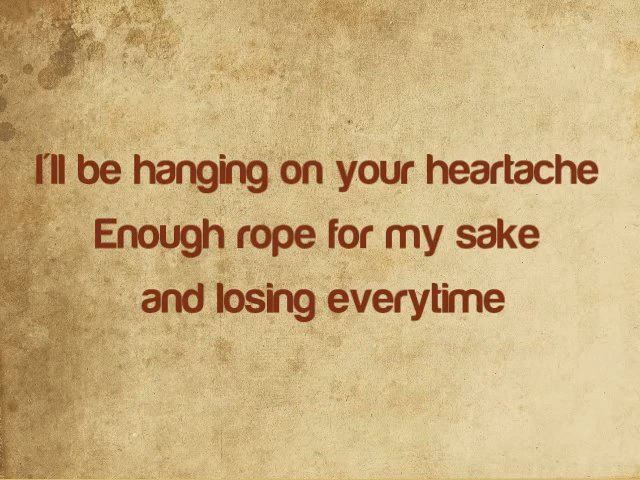 I'll be hanging on your heartache
Enough rope for my sake
and losing everytime